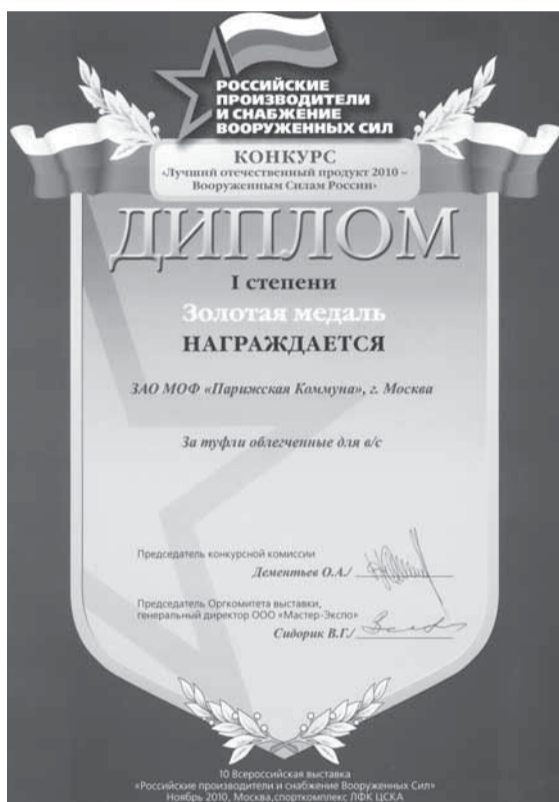 РОССИЙСКИЕ
ПРОИЗВОДИТЕЛИ
И СНАБЖЕНИЕ
ВООРУЖЕННЫХ СИЛ
КОНКУРС
«Лучший отечественный продукт 2010 –
Вооруженным Силам России»
ДИПЛОМ
I степени
Золотая медаль
НАГРАЖДАЕТСЯ
ЗАО МОФ «Парижская Коммуна», г. Москва
За туфли облегченные для в/с
Председатель конкурсной комиссии
Дементьев О.А./
Председатель Оргкомитета выставки,
генеральный директор ООО «Мастер-Экспо»
Сидорик В.Г./
10 Всероссийская выставка
«Российские производители и снабжение Вооруженных Сил»
Ноябрь 2010, Москва,спорткомплекс ЛФК ЦСКА